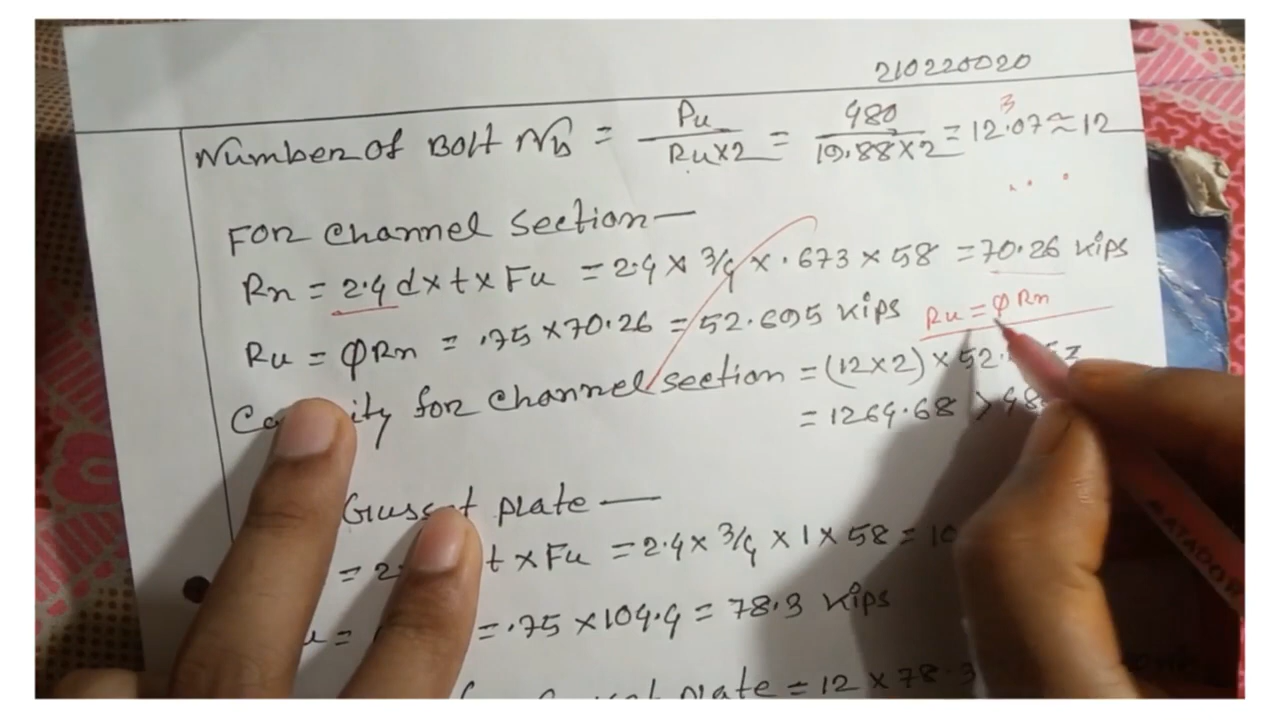 210220020
Number of Bolt Nb = Pu / Ru×2 = 480 / 19.88×2 = 12.07 ≈ 12
3
For channel section —
Rn = 2.4 d×t×Fu = 2.4 × 3/4 × .673 × 58 = 70.26 kips
Ru = φRn = .75 × 70.26 = 52.695 kips
Ru = φRn
for channel section = (12×2) × 52.
= 1264.68 >
Gusset plate —
t × Fu = 2.4 × 3/4 × 1 × 58 =
= .75 × 104.4 = 78.3 kips
plate = 12 × 78.3
MATADOR